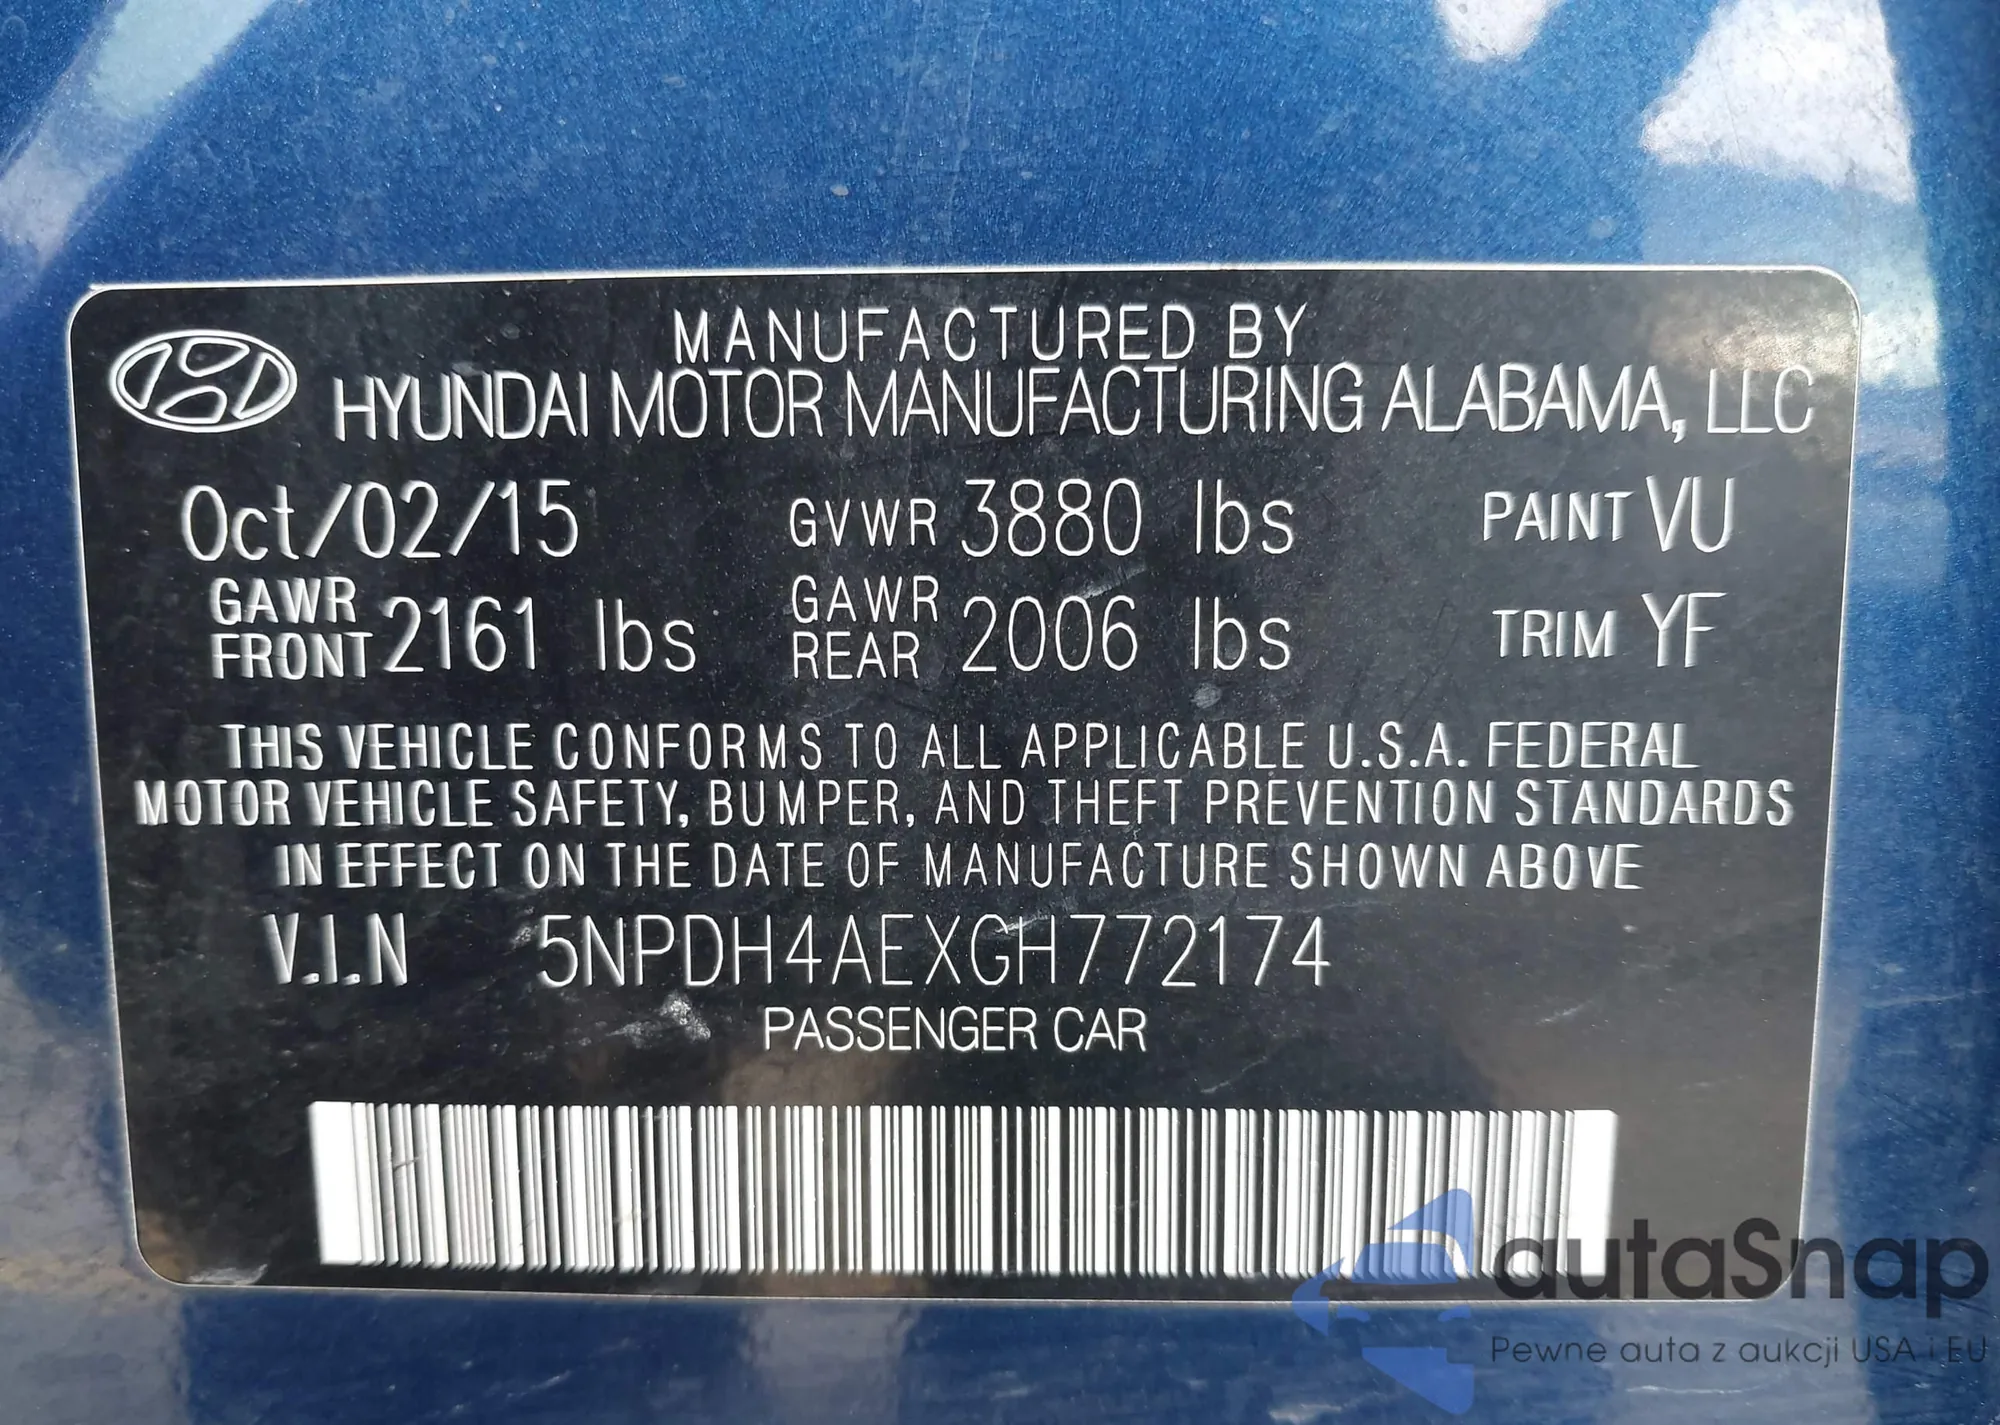 MANUFACTURED BY
HYUNDAI MOTOR MANUFACTURING ALABAMA, LLC
Oct/02/15 GVWR 3880 lbs PAINT VU
GAWR FRONT 2161 lbs GAWR REAR 2006 lbs TRIM YF
THIS VEHICLE CONFORMS TO ALL APPLICABLE U.S.A. FEDERAL
MOTOR VEHICLE SAFETY, BUMPER, AND THEFT PREVENTION STANDARDS
IN EFFECT ON THE DATE OF MANUFACTURE SHOWN ABOVE
V.I.N 5NPDH4AEXGH772174
PASSENGER CAR
autaSnap
Pewne auta z aukcji USA i EU